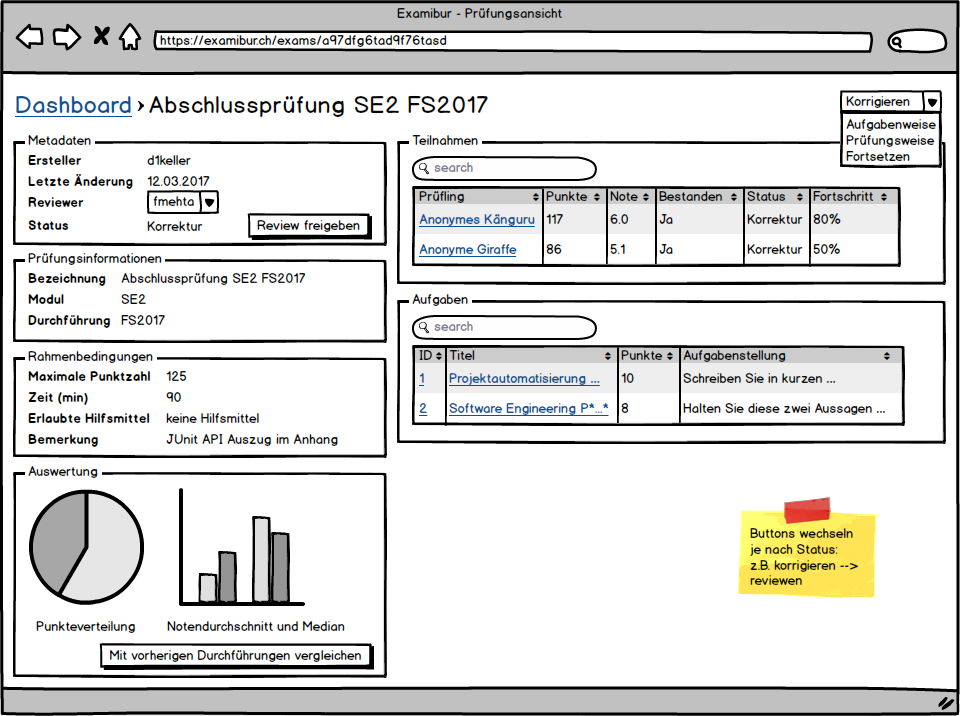 Examibur - Prüfungsansicht
https://examibur.ch/exams/a97dfg6tad9f76tasd
Dashboard › Abschlussprüfung SE2 FS2017
Korrigieren
Aufgabenweise
Prüfungsweise
Fortsetzen
Metadaten
Ersteller d1keller
Letzte Änderung 12.03.2017
Reviewer fmehta
Status Korrektur Review freigeben
Prüfungsinformationen
Bezeichnung Abschlussprüfung SE2 FS2017
Modul SE2
Durchführung FS2017
Rahmenbedingungen
Maximale Punktzahl 125
Zeit (min) 90
Erlaubte Hilfsmittel keine Hilfsmittel
Bemerkung JUnit API Auszug im Anhang
Auswertung
Punkteverteilung Notendurchschnitt und Median
Mit vorherigen Durchführungen vergleichen
Teilnahmen
search
Prüfling Punkte Note Bestanden Status Fortschritt
Anonymes Känguru 117 6.0 Ja Korrektur 80%
Anonyme Giraffe 86 5.1 Ja Korrektur 50%
Aufgaben
search
ID Titel Punkte Aufgabenstellung
1 Projektautomatisierung ... 10 Schreiben Sie in kurzen ...
2 Software Engineering P*...* 8 Halten Sie diese zwei Aussagen ...
Buttons wechseln
je nach Status:
z.B. korrigieren -->
reviewen